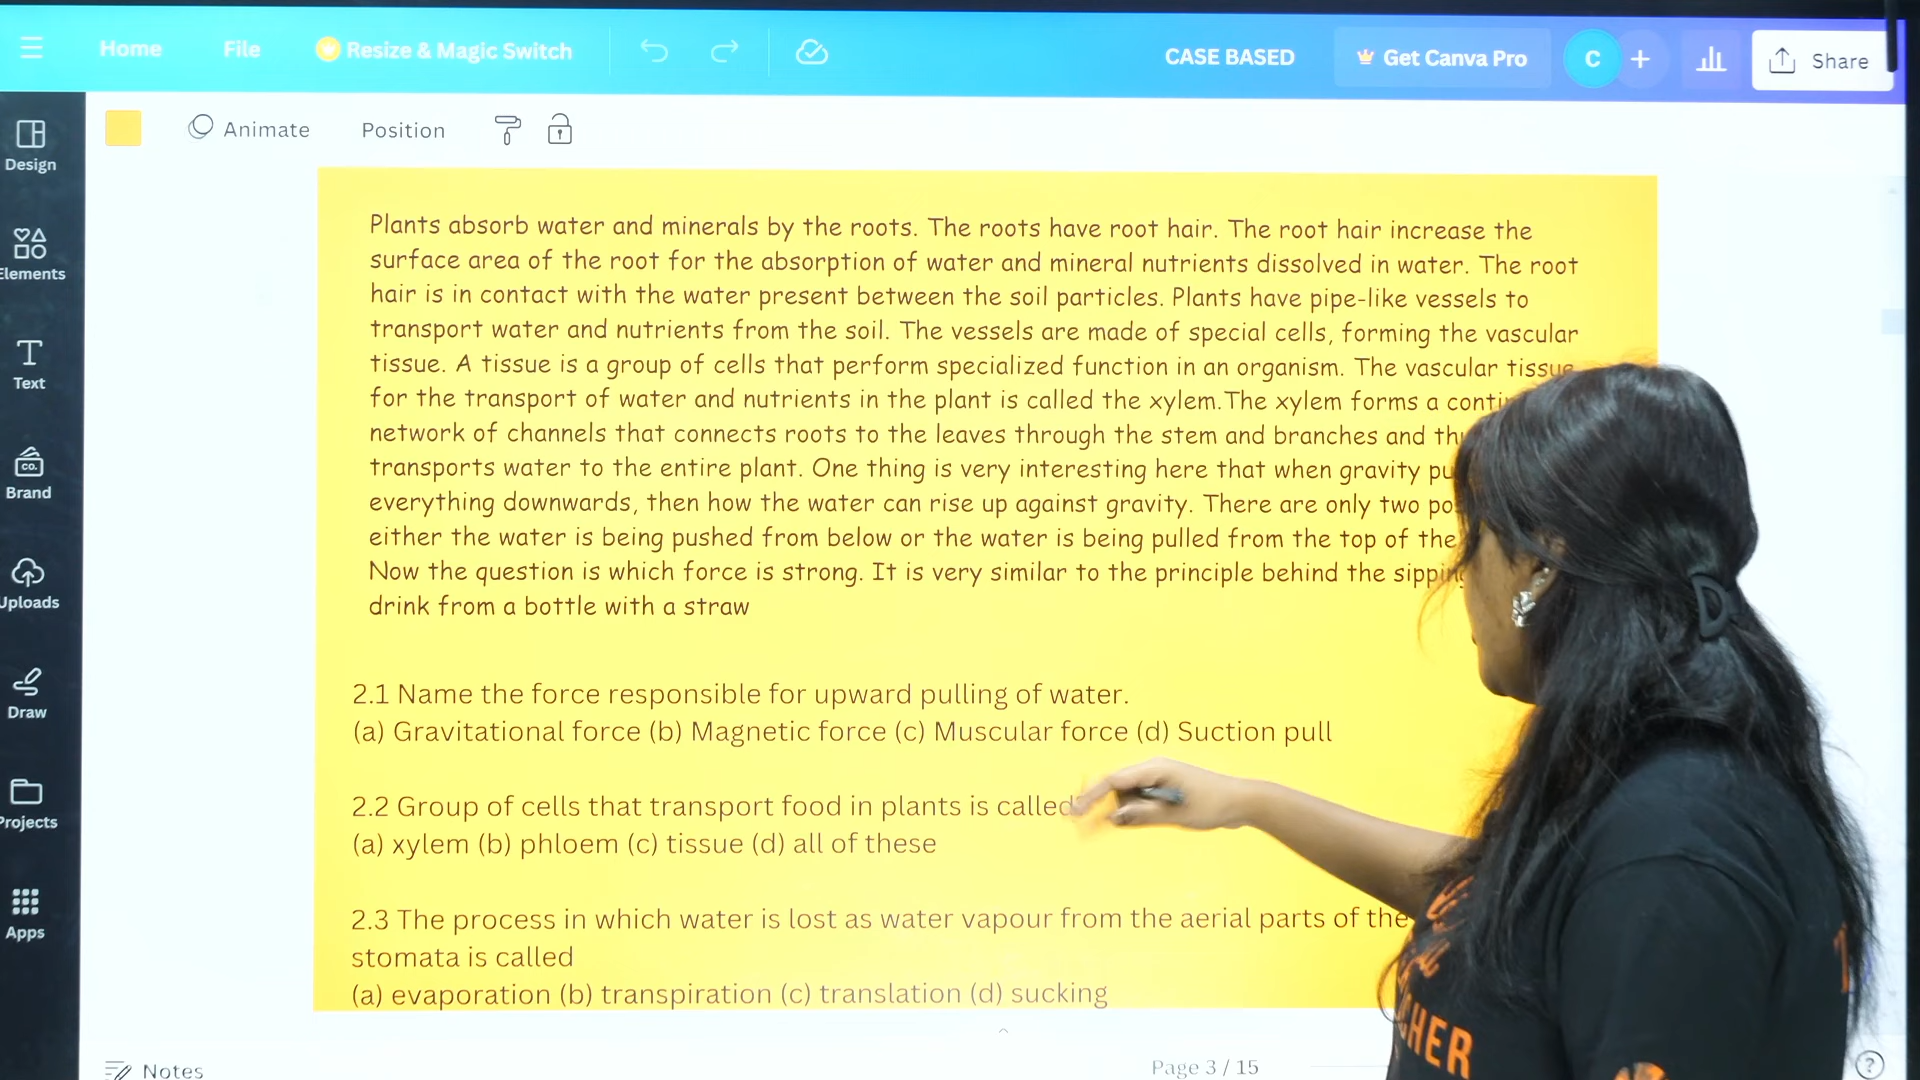 Home File Resize & Magic Switch CASE BASED Get Canva Pro C + Share
Animate Position
Design
Elements
Text
CO.
Brand
Uploads
Draw
Projects
Apps
Plants absorb water and minerals by the roots. The roots have root hair. The root hair increase the
surface area of the root for the absorption of water and mineral nutrients dissolved in water. The root
hair is in contact with the water present between the soil particles. Plants have pipe-like vessels to
transport water and nutrients from the soil. The vessels are made of special cells, forming the vascular
tissue. A tissue is a group of cells that perform specialized function in an organism. The vascular tissue
for the transport of water and nutrients in the plant is called the xylem.The xylem forms a
network of channels that connects roots to the leaves through the stem and branches and
transports water to the entire plant. One thing is very interesting here that when gravity
everything downwards, then how the water can rise up against gravity. There are only two
either the water is being pushed from below or the water is being pulled from the top of the
Now the question is which force is strong. It is very similar to the principle behind the
drink from a bottle with a straw
2.1 Name the force responsible for upward pulling of water.
(a) Gravitational force (b) Magnetic force (c) Muscular force (d) Suction pull
2.2 Group of cells that transport food in plants is called
(a) xylem (b) phloem (c) tissue (d) all of these
2.3 The process in which water is lost as water vapour from the aerial parts of the
stomata is called
(a) evaporation (b) transpiration (c) translation (d) sucking
Notes Page 3 / 15 ?